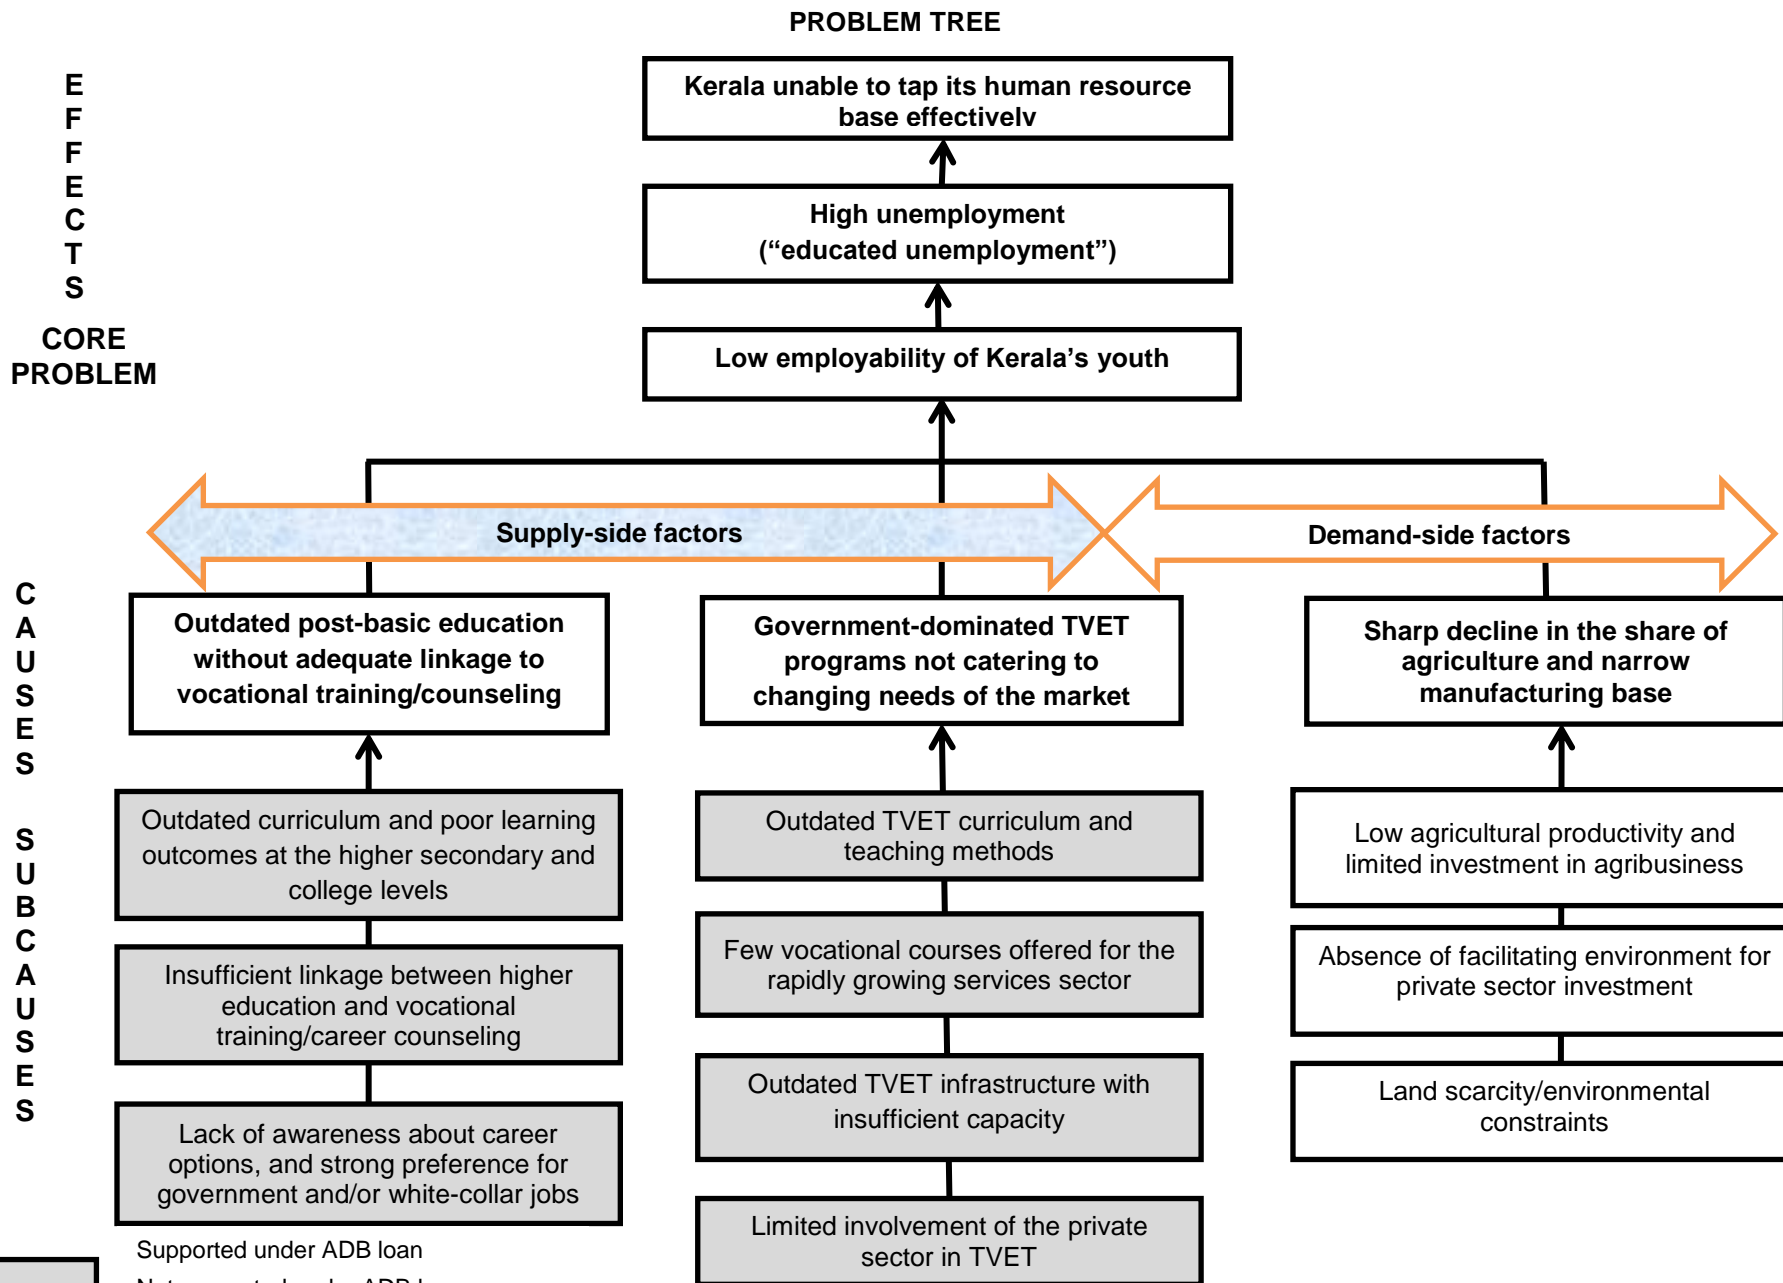 PROBLEM TREE
EFFECTS
Kerala unable to tap its human resource
base effectively
High unemployment
(“educated unemployment”)
CORE
PROBLEM
Low employability of Kerala’s youth
Supply-side factors
Demand-side factors
CAUSES
Outdated post-basic education
without adequate linkage to
vocational training/counseling
Government-dominated TVET
programs not catering to
changing needs of the market
Sharp decline in the share of
agriculture and narrow
manufacturing base
SUBCAUSES
Outdated curriculum and poor learning
outcomes at the higher secondary and
college levels
Insufficient linkage between higher
education and vocational
training/career counseling
Lack of awareness about career
options, and strong preference for
government and/or white-collar jobs
Outdated TVET curriculum and
teaching methods
Few vocational courses offered for the
rapidly growing services sector
Outdated TVET infrastructure with
insufficient capacity
Limited involvement of the private
sector in TVET
Low agricultural productivity and
limited investment in agribusiness
Absence of facilitating environment for
private sector investment
Land scarcity/environmental
constraints
Supported under ADB loan